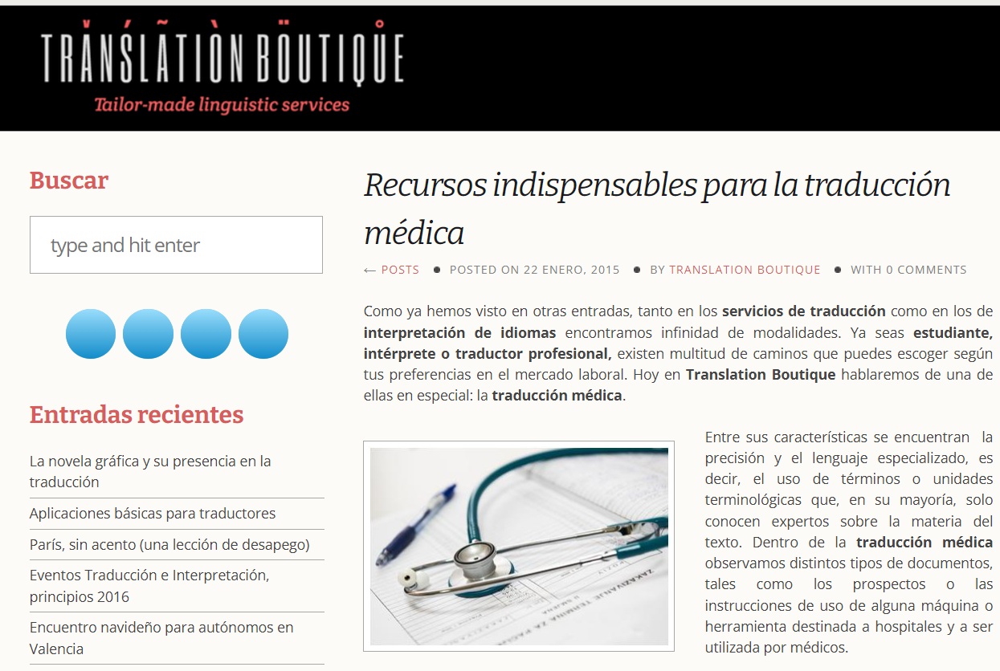 TRǍNŚLÃTIÒN BÖUTIQŮE
Tailor-made linguistic services
Buscar
type and hit enter
Entradas recientes
La novela gráfica y su presencia en la
traducción
Aplicaciones básicas para traductores
París, sin acento (una lección de desapego)
Eventos Traducción e Interpretación,
principios 2016
Encuentro navideño para autónomos en
Valencia
Recursos indispensables para la traducción
médica
← POSTS ● POSTED ON 22 ENERO, 2015 ● BY TRANSLATION BOUTIQUE ● WITH 0 COMMENTS
Como ya hemos visto en otras entradas, tanto en los servicios de traducción como en los de
interpretación de idiomas encontramos infinidad de modalidades. Ya seas estudiante,
intérprete o traductor profesional, existen multitud de caminos que puedes escoger según
tus preferencias en el mercado laboral. Hoy en Translation Boutique hablaremos de una de
ellas en especial: la traducción médica.
ZAKAZIVANJE TERMINA ZA PACIJ
Entre sus características se encuentran la
precisión y el lenguaje especializado, es
decir, el uso de términos o unidades
terminológicas que, en su mayoría, solo
conocen expertos sobre la materia del
texto. Dentro de la traducción médica
observamos distintos tipos de documentos,
tales como los prospectos o las
instrucciones de uso de alguna máquina o
herramienta destinada a hospitales y a ser
utilizada por médicos.